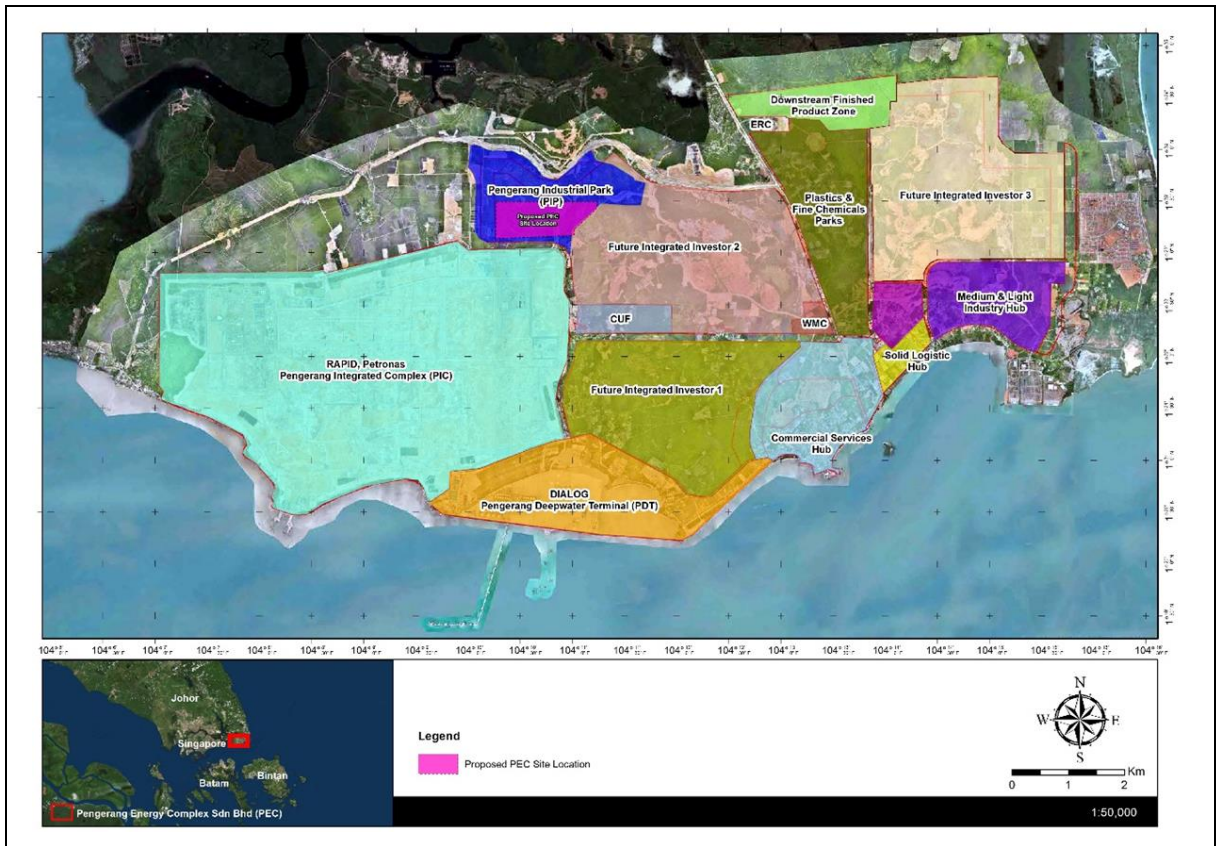 Downstream Finished
Product Zone
ERC
Pengerang Industrial Park
(PIP)
Proposed PEC
Site Location
Plastics &
Fine Chemicals
Parks
Future Integrated Investor 3
Future Integrated Investor 2
Medium & Light
Industry Hub
CUF
WMC
RAPID, Petronas
Pengerang Integrated Complex (PIC)
Solid Logistic
Hub
Future Integrated Investor 1
Commercial Services
Hub
DIALOG
Pengerang Deepwater Terminal (PDT)
Johor
Singapore
Batam
Bintan
Pengerang Energy Complex Sdn Bhd (PEC)
Legend
Proposed PEC Site Location
N
W
E
S
0 1 2 Km
1:50,000